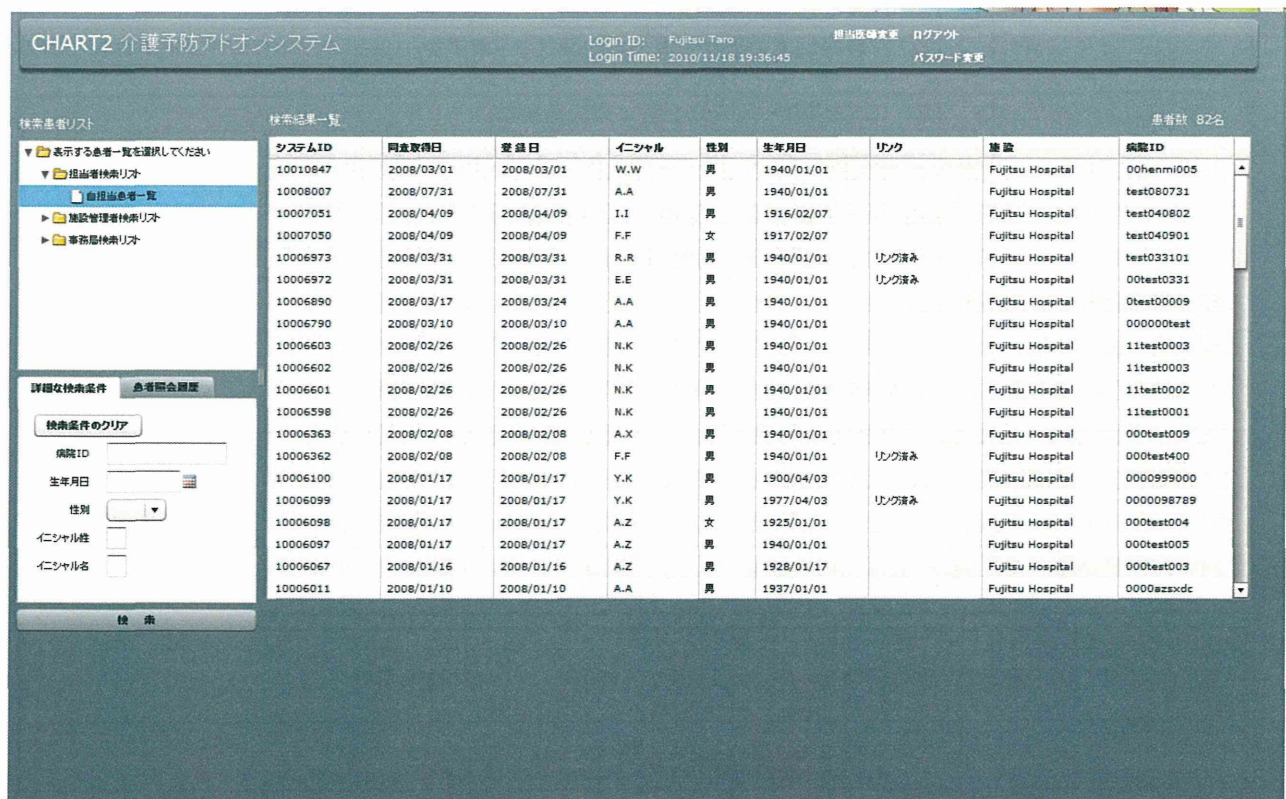 CHART2 介護予防アドオンシステム
Login ID: Fujitsu Taro
Login Time: 2010/11/18 19:36:45
担当医師変更 ログアウト
パスワード変更
検索患者リスト
▼表示する患者一覧を選択してください
▼担当者検索リスト
自担当患者一覧
▶施設管理者検索リスト
▶事務局検索リスト
詳細な検索条件 患者照会履歴
検索条件のクリア
病院ID
生年月日
性別
イニシャル姓
イニシャル名
検 索
検索結果一覧 患者数 82名
システムID 同意取得日 登録日 イニシャル 性別 生年月日 リンク 施設 病院ID
10010847 2008/03/01 2008/03/01 W.W 男 1940/01/01 Fujitsu Hospital 00henmi005
10008007 2008/07/31 2008/07/31 A.A 男 1940/01/01 Fujitsu Hospital test080731
10007051 2008/04/09 2008/04/09 I.I 男 1916/02/07 Fujitsu Hospital test040802
10007050 2008/04/09 2008/04/09 F.F 女 1917/02/07 Fujitsu Hospital test040901
10006973 2008/03/31 2008/03/31 R.R 男 1940/01/01 リンク済み Fujitsu Hospital test033101
10006972 2008/03/31 2008/03/31 E.E 男 1940/01/01 リンク済み Fujitsu Hospital 00test0331
10006890 2008/03/17 2008/03/24 A.A 男 1940/01/01 Fujitsu Hospital 0test00009
10006790 2008/03/10 2008/03/10 A.A 男 1940/01/01 Fujitsu Hospital 000000test
10006603 2008/02/26 2008/02/26 N.K 男 1940/01/01 Fujitsu Hospital 11test0003
10006602 2008/02/26 2008/02/26 N.K 男 1940/01/01 Fujitsu Hospital 11test0003
10006601 2008/02/26 2008/02/26 N.K 男 1940/01/01 Fujitsu Hospital 11test0002
10006598 2008/02/26 2008/02/26 N.K 男 1940/01/01 Fujitsu Hospital 11test0001
10006363 2008/02/08 2008/02/08 A.X 男 1940/01/01 Fujitsu Hospital 000test009
10006362 2008/02/08 2008/02/08 F.F 男 1940/01/01 リンク済み Fujitsu Hospital 000test400
10006100 2008/01/17 2008/01/17 Y.K 男 1900/04/03 Fujitsu Hospital 0000999000
10006099 2008/01/17 2008/01/17 Y.K 男 1977/04/03 リンク済み Fujitsu Hospital 0000098789
10006098 2008/01/17 2008/01/17 A.Z 女 1925/01/01 Fujitsu Hospital 000test004
10006097 2008/01/17 2008/01/17 A.Z 男 1940/01/01 Fujitsu Hospital 000test005
10006067 2008/01/16 2008/01/16 A.Z 男 1928/01/17 Fujitsu Hospital 000test003
10006011 2008/01/10 2008/01/10 A.A 男 1937/01/01 Fujitsu Hospital 0000azsxdc